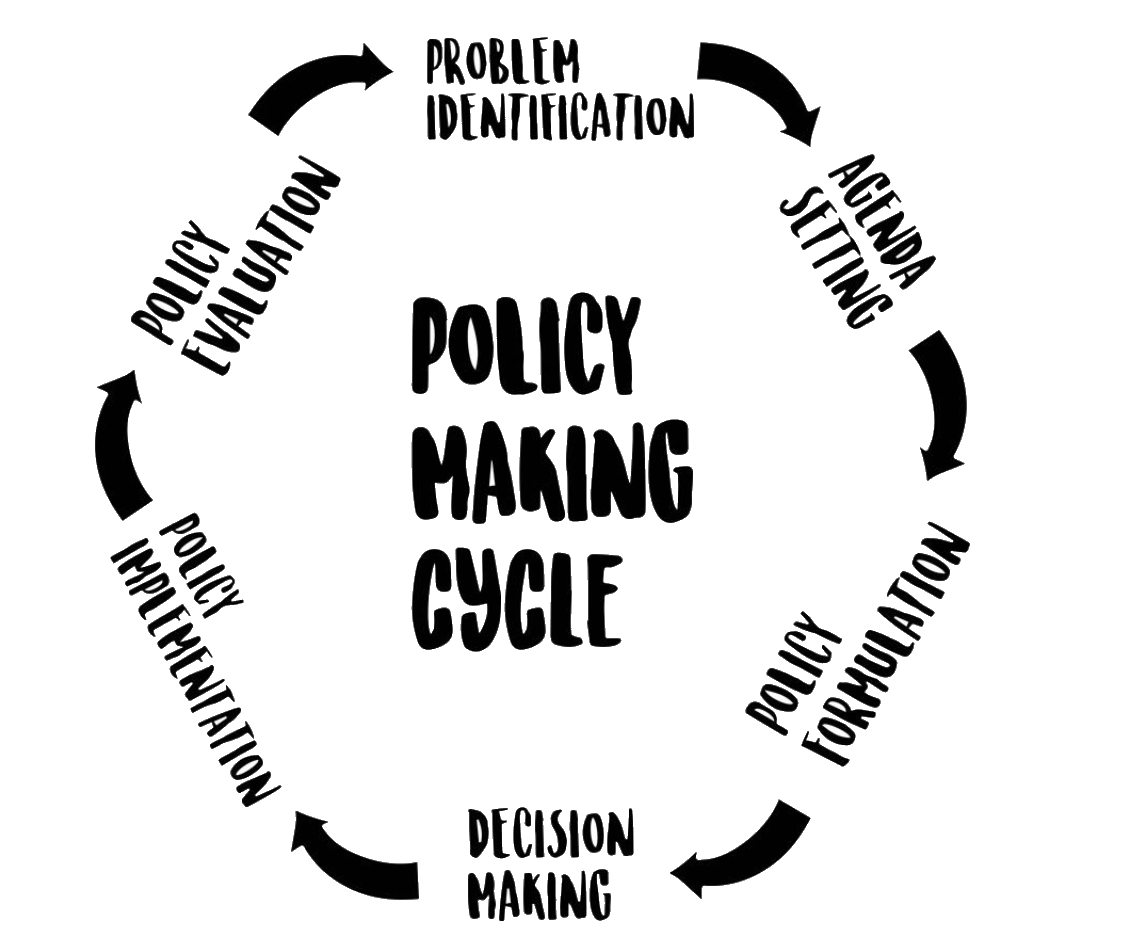 PROBLEM
IDENTIFICATION
AGENDA
SETTING
POLICY
FORMULATION
DECISION
MAKING
POLICY
IMPLEMENTATION
POLICY
EVALUATION
POLICY
MAKING
CYCLE